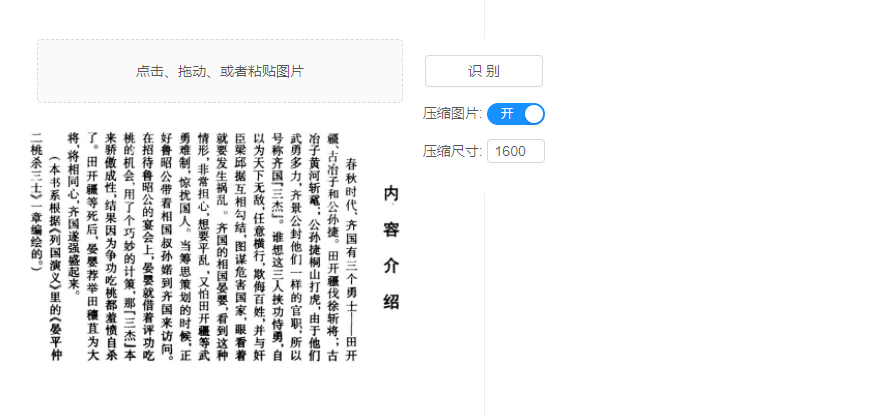 点击、拖动、或者粘贴图片
识 别
压缩图片: 开
压缩尺寸: 1600
内容介绍
春秋时代,齐国有三个勇士——田开
疆、古冶子和公孙捷。田开疆伐徐斩将;古
冶子黄河斩鼋;公孙捷桐山打虎,由于他们
武勇多力,齐景公封他们一样的官职,所以
号称齐国『三杰』。谁想这三人挟功恃勇,自
以为天下无敌,任意横行,欺侮百姓,并与奸
臣梁邱据互相勾结,图谋危害国家,眼看着
就要发生祸乱。齐国的相国晏婴,看到这种
情形,非常担心,想要平乱,又怕田开疆等武
勇难制,惊扰国人。当筹思策划的时候,正
好鲁昭公带着相国叔孙婼到齐国来访问。
在招待鲁昭公的宴会上,晏婴就借着评功吃
桃的机会,用了个巧妙的计策,那『三杰』本
来骄傲成性,结果因为争功吃桃都羞愤自杀
了。田开疆等死后,晏婴荐举田穰苴为大
将,将相同心,齐国遂强盛起来。
(本书系根据《列国演义》里的《晏平仲
二桃杀三士》一章编绘的。)